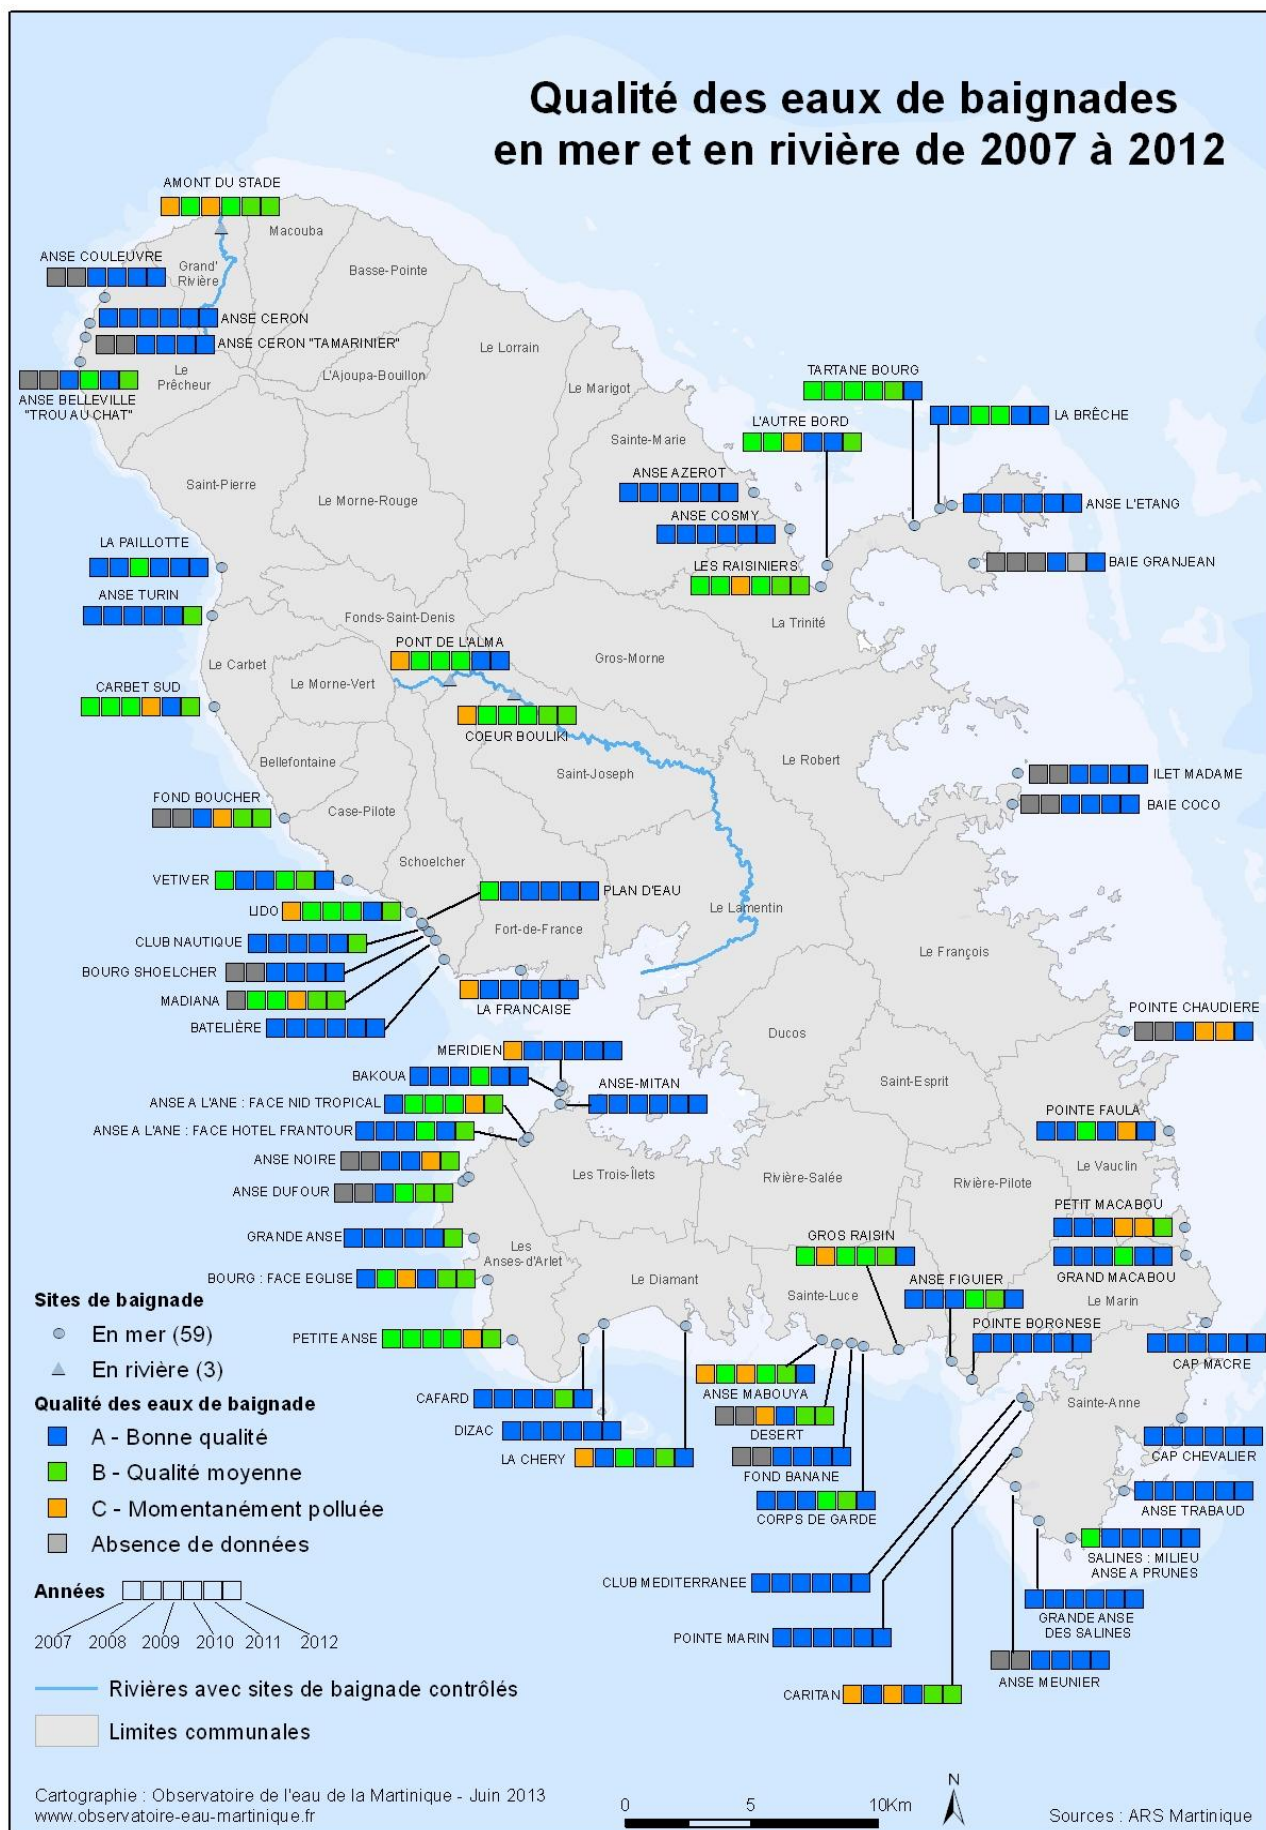 Qualité des eaux de baignades
en mer et en rivière de 2007 à 2012
AMONT DU STADE
Macouba
ANSE COULEUVRE
Grand'
Rivière
Basse-Pointe
ANSE CERON
ANSE CERON "TAMARINIER"
Le Lorrain
Le
Prêcheur
L'Ajoupa-Bouillon
Le Marigot
TARTANE BOURG
ANSE BELLEVILLE
"TROU AU CHAT"
LA BRÊCHE
L'AUTRE BORD
Sainte-Marie
ANSE AZEROT
Saint-Pierre
Le Morne-Rouge
ANSE L'ETANG
ANSE COSMY
LA PAILLOTTE
LES RAISINIERS
BAIE GRANJEAN
ANSE TURIN
Fonds-Saint-Denis
La Trinité
PONT DE L'ALMA
Gros-Morne
Le Carbet
Le Morne-Vert
CARBET SUD
COEUR BOULIKI
Bellefontaine
Saint-Joseph
Le Robert
ILET MADAME
FOND BOUCHER
Case-Pilote
BAIE COCO
Schoelcher
VETIVER
PLAN D'EAU
LIDO
Le Lamentin
Fort-de-France
CLUB NAUTIQUE
Le François
BOURG SHOELCHER
MADIANA
LA FRANCAISE
POINTE CHAUDIERE
BATELIÈRE
Ducos
MERIDIEN
BAKOUA
ANSE-MITAN
Saint-Esprit
ANSE A L'ANE : FACE NID TROPICAL
POINTE FAULA
ANSE A L'ANE : FACE HOTEL FRANTOUR
ANSE NOIRE
Les Trois-Îlets
Rivière-Salée
Le Vauclin
Rivière-Pilote
ANSE DUFOUR
PETIT MACABOU
GRANDE ANSE
GROS RAISIN
Les
Anses-d'Arlet
GRAND MACABOU
BOURG : FACE EGLISE
Le Diamant
ANSE FIGUIER
Sainte-Luce
Le Marin
Sites de baignade
POINTE BORGNESE
En mer (59)
PETITE ANSE
CAP MACRE
En rivière (3)
ANSE MABOUYA
CAFARD
Sainte-Anne
Qualité des eaux de baignade
DIZAC
DESERT
A - Bonne qualité
LA CHERY
CAP CHEVALIER
FOND BANANE
B - Qualité moyenne
ANSE TRABAUD
C - Momentanément polluée
CORPS DE GARDE
Absence de données
SALINES : MILIEU
ANSE A PRUNES
CLUB MEDITERRANEE
Années
GRANDE ANSE
DES SALINES
2007 2008 2009 2010 2011 2012
POINTE MARIN
ANSE MEUNIER
Rivières avec sites de baignade contrôlés
CARITAN
Limites communales
N
Cartographie : Observatoire de l'eau de la Martinique - Juin 2013
www.observatoire-eau-martinique.fr
0 5 10Km
Sources : ARS Martinique